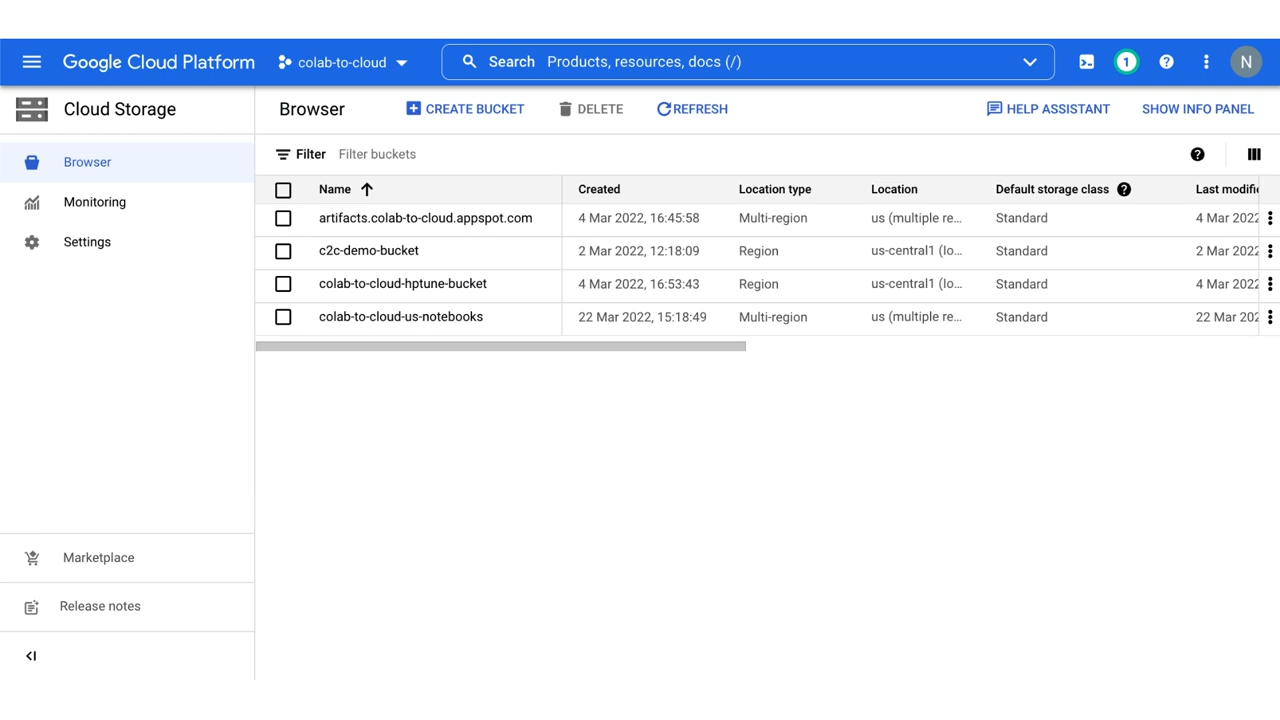 Google Cloud Platform colab-to-cloud Search Products, resources, docs (/) 1 N
Cloud Storage Browser CREATE BUCKET DELETE REFRESH HELP ASSISTANT SHOW INFO PANEL
Browser
Monitoring
Settings
Marketplace
Release notes
Filter Filter buckets
Name Created Location type Location Default storage class Last modifie
artifacts.colab-to-cloud.appspot.com 4 Mar 2022, 16:45:58 Multi-region us (multiple re... Standard 4 Mar 2022
c2c-demo-bucket 2 Mar 2022, 12:18:09 Region us-central1 (lo... Standard 2 Mar 2022
colab-to-cloud-hptune-bucket 4 Mar 2022, 16:53:43 Region us-central1 (lo... Standard 4 Mar 2022
colab-to-cloud-us-notebooks 22 Mar 2022, 15:18:49 Multi-region us (multiple re... Standard 22 Mar 202